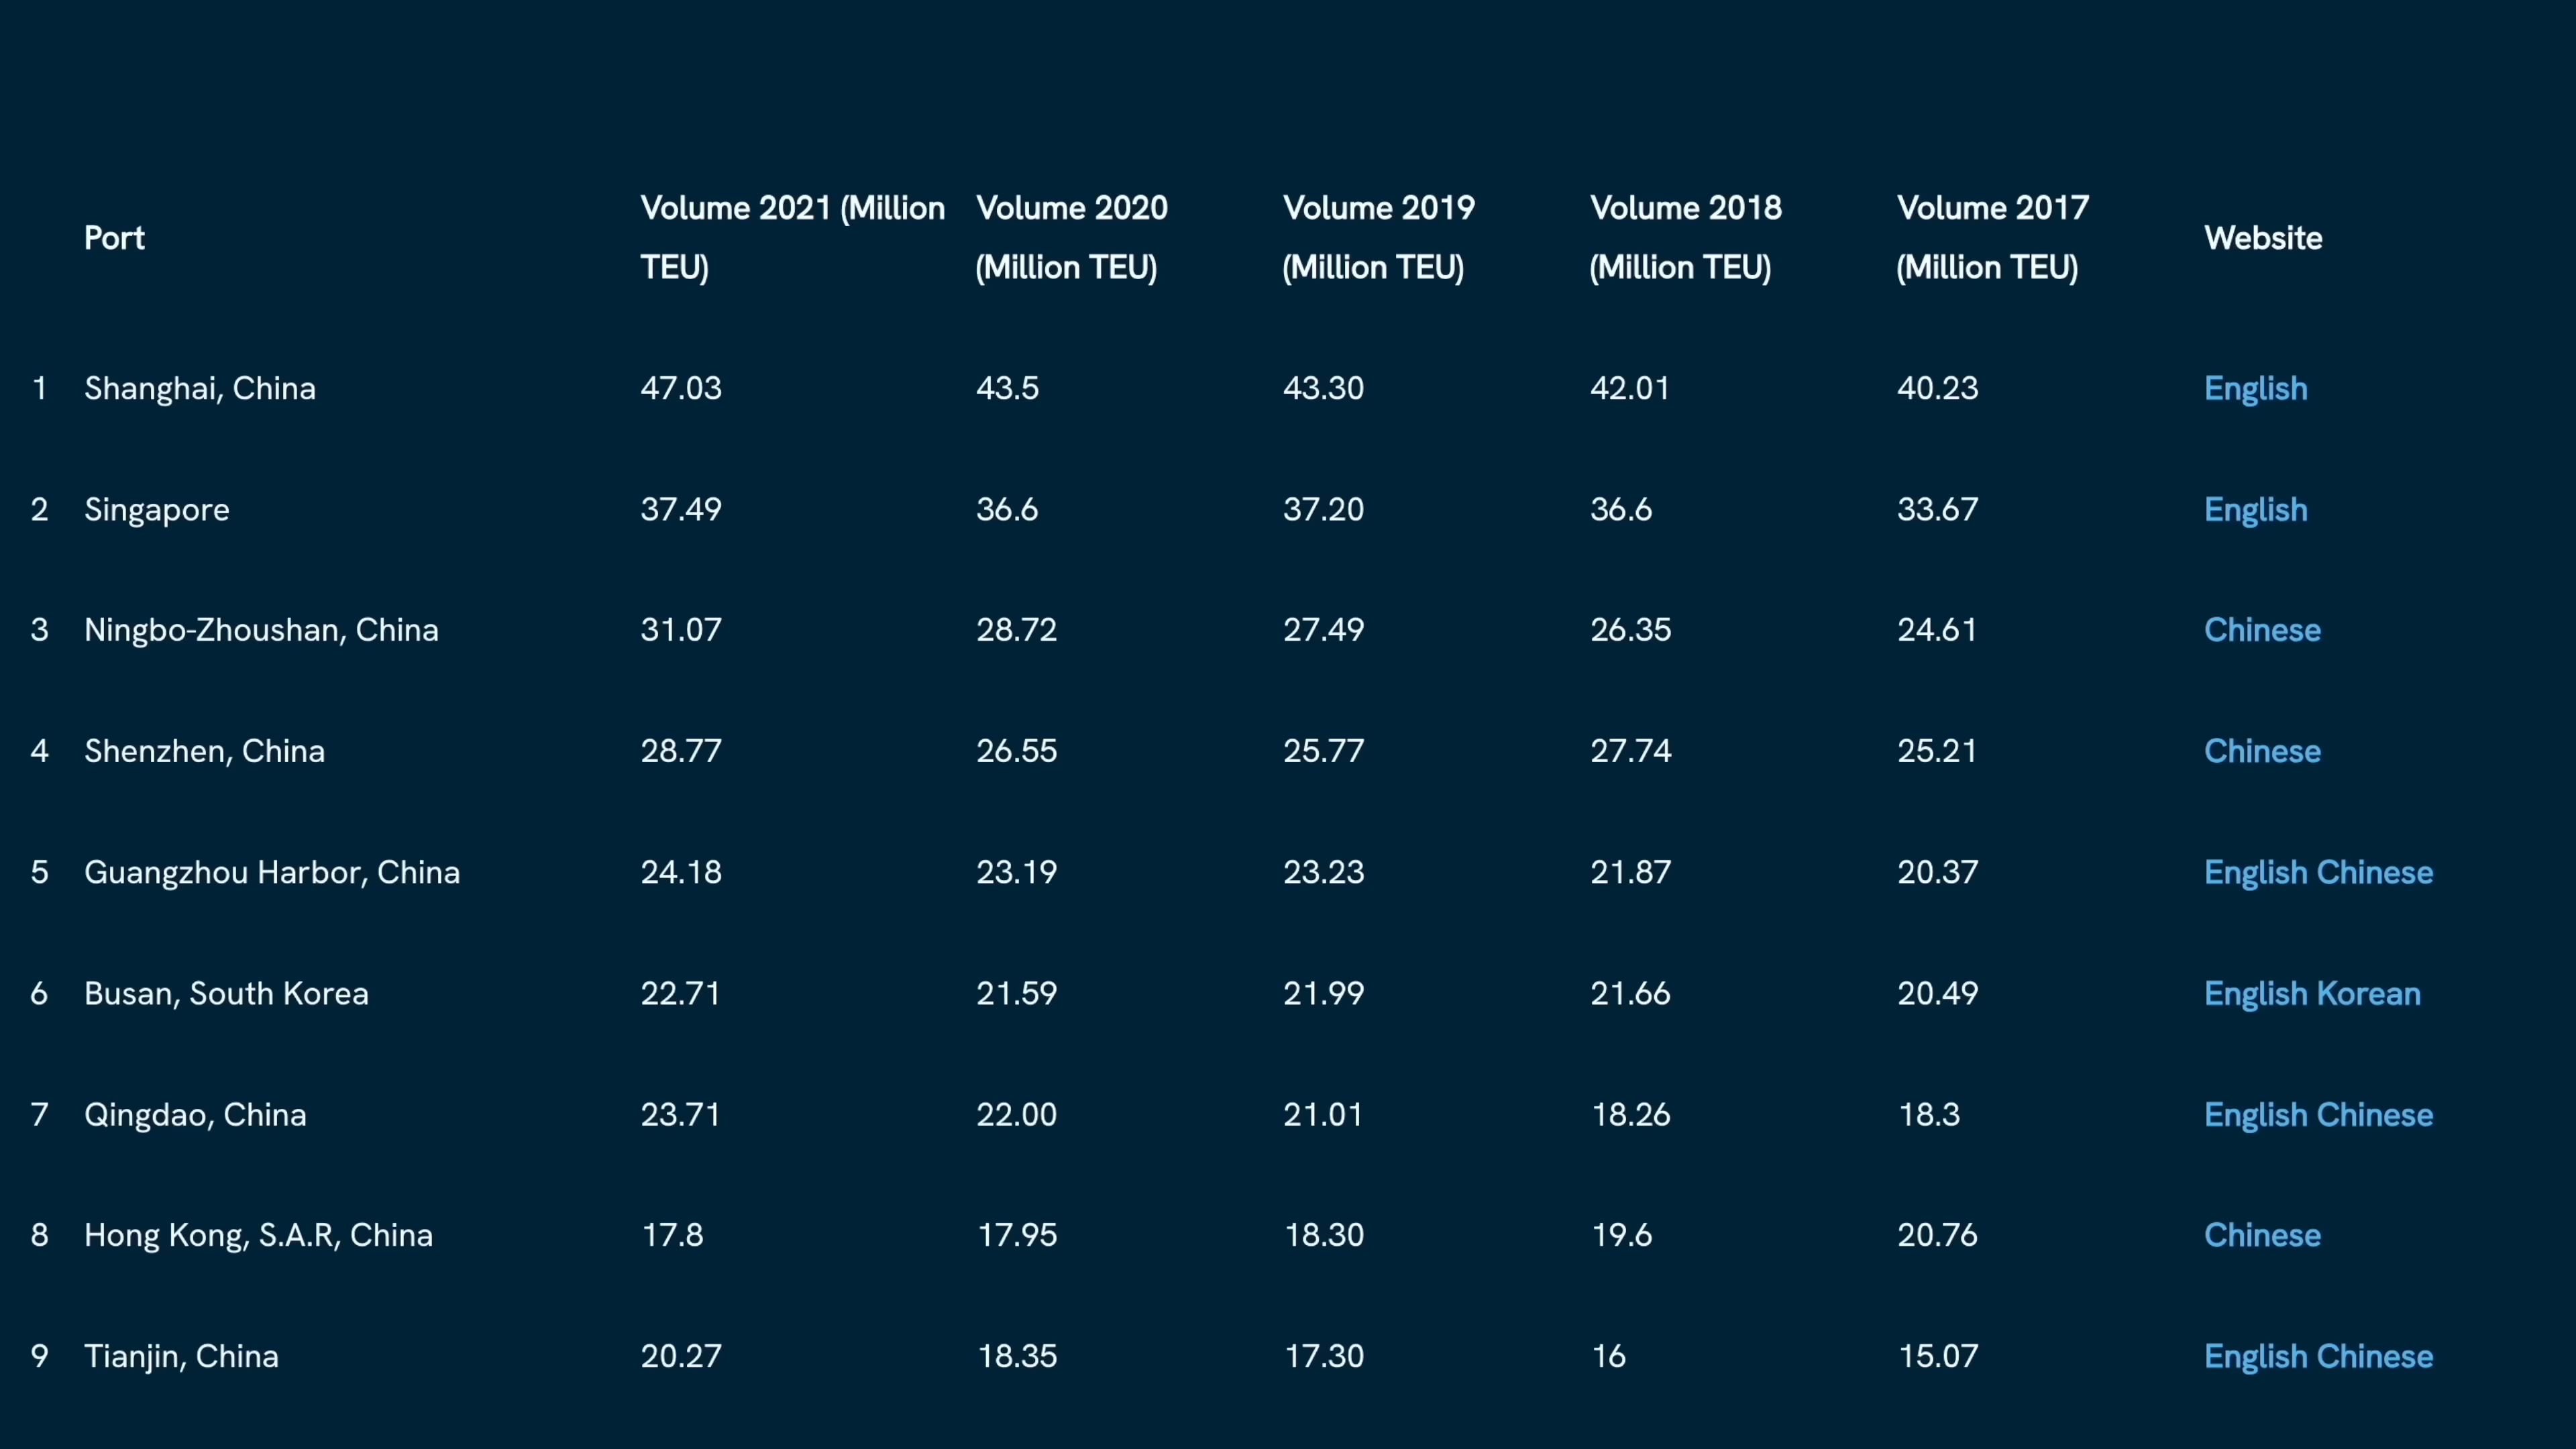 Port Volume 2021 (Million TEU) Volume 2020 (Million TEU) Volume 2019 (Million TEU) Volume 2018 (Million TEU) Volume 2017 (Million TEU) Website
1 Shanghai, China 47.03 43.5 43.30 42.01 40.23 English
2 Singapore 37.49 36.6 37.20 36.6 33.67 English
3 Ningbo-Zhoushan, China 31.07 28.72 27.49 26.35 24.61 Chinese
4 Shenzhen, China 28.77 26.55 25.77 27.74 25.21 Chinese
5 Guangzhou Harbor, China 24.18 23.19 23.23 21.87 20.37 English Chinese
6 Busan, South Korea 22.71 21.59 21.99 21.66 20.49 English Korean
7 Qingdao, China 23.71 22.00 21.01 18.26 18.3 English Chinese
8 Hong Kong, S.A.R, China 17.8 17.95 18.30 19.6 20.76 Chinese
9 Tianjin, China 20.27 18.35 17.30 16 15.07 English Chinese